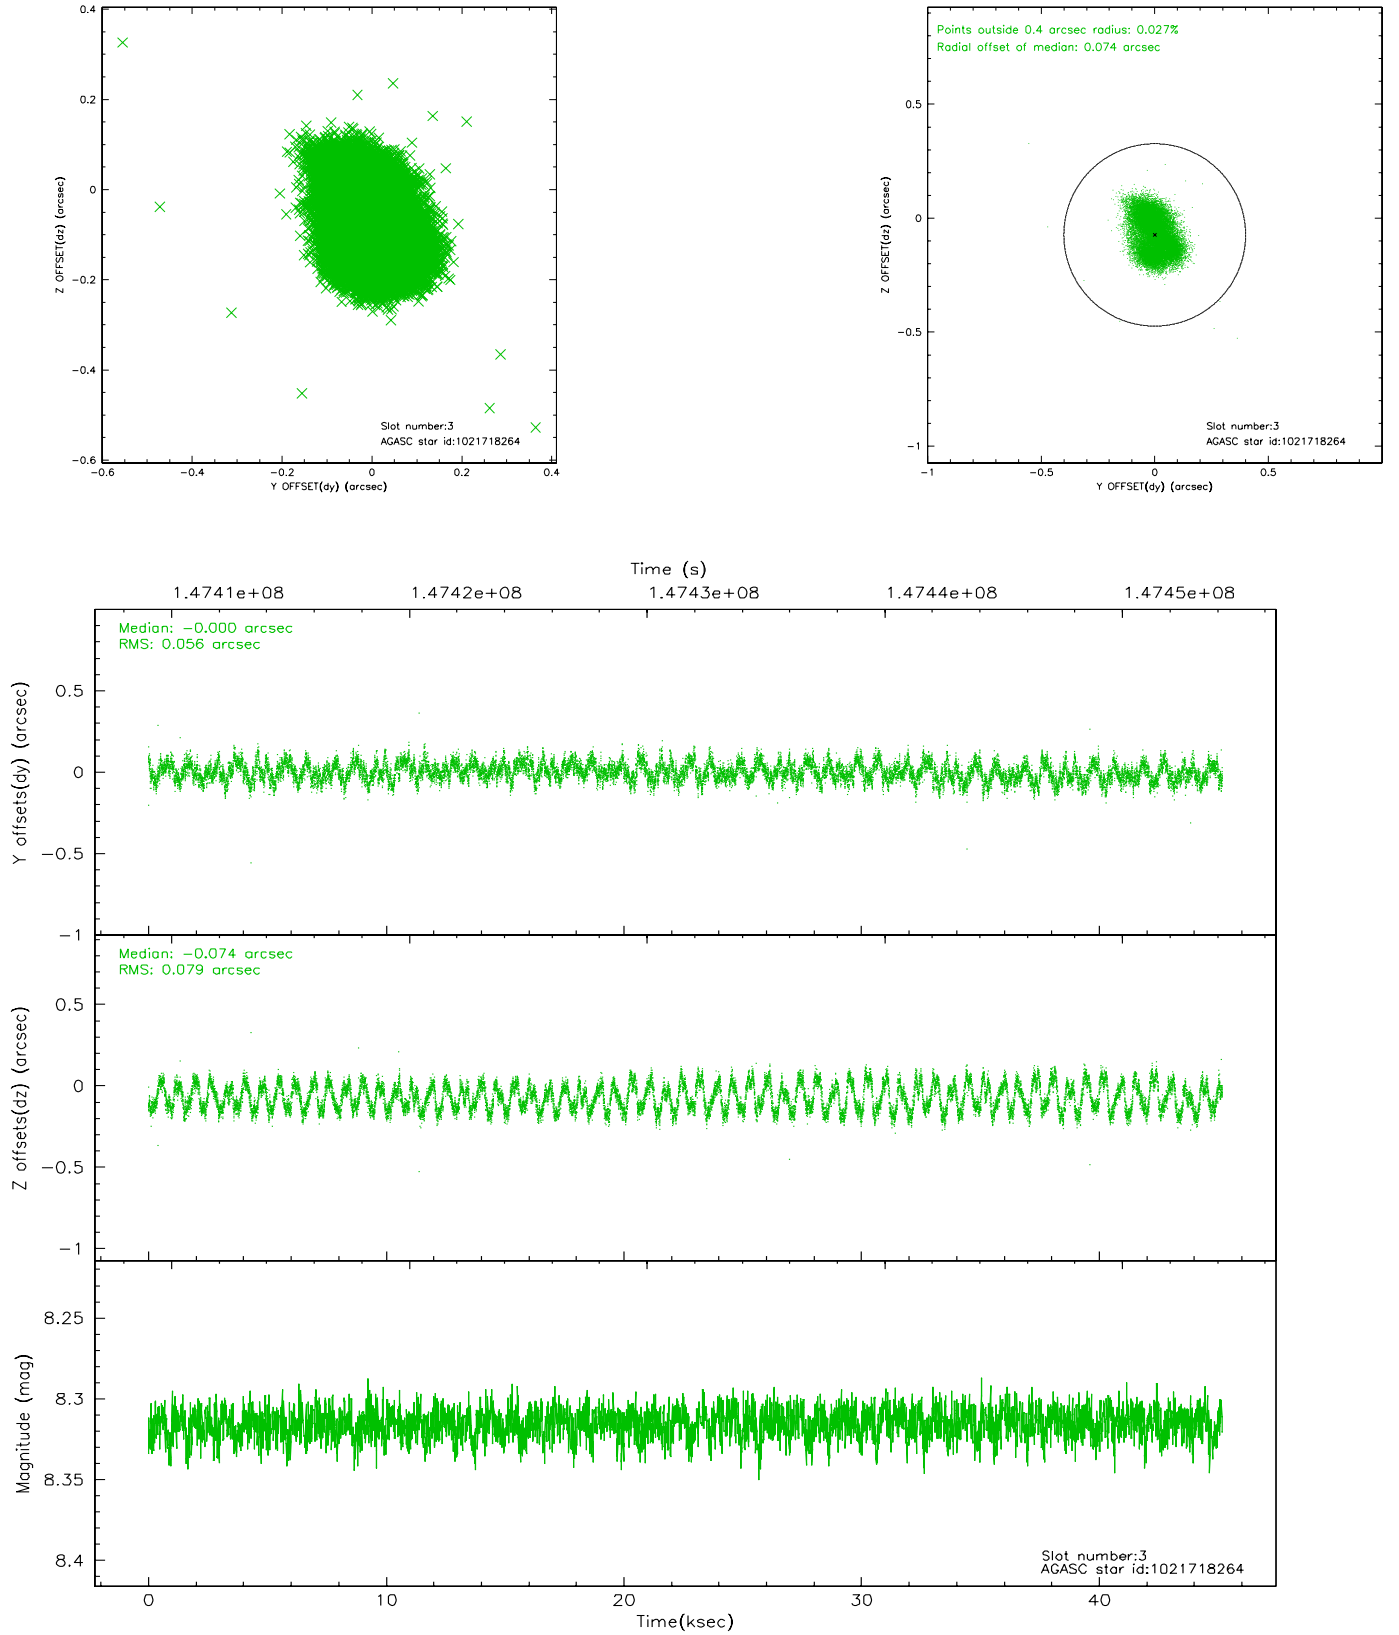 0.4
0.2
0
-0.2
-0.4
-0.6
Z OFFSET(dz) (arcsec)
-0.6
-0.4
-0.2
0
0.2
0.4
Y OFFSET(dy) (arcsec)
Slot number:3
AGASC star id:1021718264
Points outside 0.4 arcsec radius: 0.027%
Radial offset of median: 0.074 arcsec
0.5
0
-0.5
-1
Z OFFSET(dz) (arcsec)
-1
-0.5
0
0.5
Y OFFSET(dy) (arcsec)
Slot number:3
AGASC star id:1021718264
Time (s)
1.4741e+08
1.4742e+08
1.4743e+08
1.4744e+08
1.4745e+08
Median: -0.000 arcsec
RMS: 0.056 arcsec
0.5
0
-0.5
-1
Y offsets(dy) (arcsec)
Median: -0.074 arcsec
RMS: 0.079 arcsec
0.5
0
-0.5
-1
Z offsets(dz) (arcsec)
8.25
8.3
8.35
8.4
Magnitude (mag)
Slot number:3
AGASC star id:1021718264
0
10
20
30
40
Time(ksec)